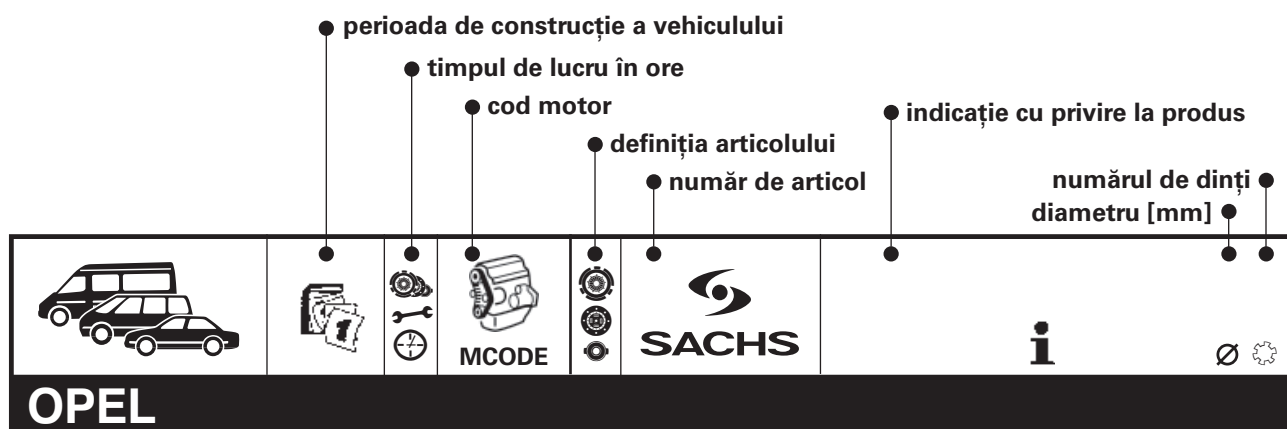 perioada de construcție a vehiculului
timpul de lucru în ore
cod motor
indicație cu privire la produs
definiția articolului
număr de articol
numărul de dinți
diametru [mm]
1
SACHS
MCODE
i
Ø
OPEL